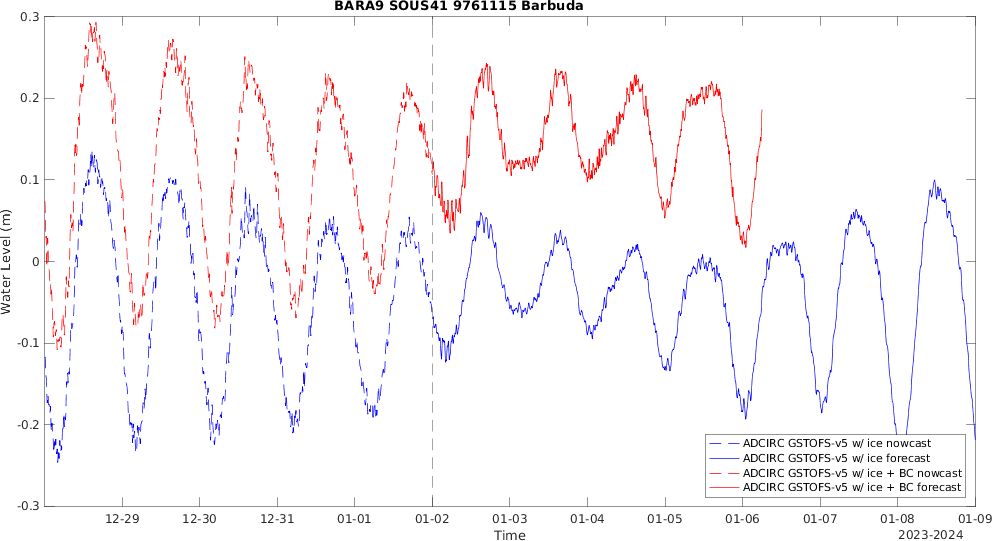 BARA9 SOUS41 9761115 Barbuda
0.3
0.2
0.1
0
-0.1
-0.2
-0.3
Water Level (m)
12-29
12-30
12-31
01-01
01-02
01-03
01-04
01-05
01-06
01-07
01-08
01-09
Time
2023-2024
ADCIRC GSTOFS-v5 w/ ice nowcast
ADCIRC GSTOFS-v5 w/ ice forecast
ADCIRC GSTOFS-v5 w/ ice + BC nowcast
ADCIRC GSTOFS-v5 w/ ice + BC forecast